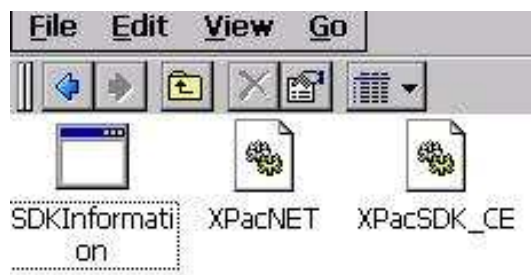 File Edit View Go
SDKInformati
on
XPacNET
XPacSDK_CE